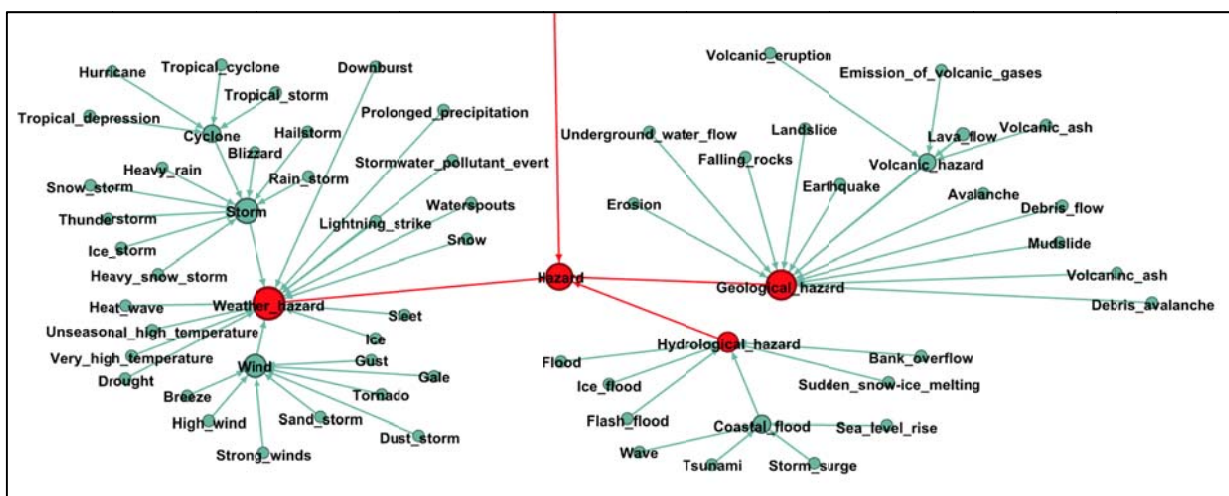 Volcanic_eruption
Hurricane
Tropical_cyclone
Downburst
Emission_of_volcanic_gases
Tropical_storm
Prolonged_precipitation
Tropical_depression
Cyclone
Hailstorm
Underground_water_flow
Landslice
Lava_flow
Volcanic_ash
Blizzard
Stormwater_pollutant_evert
Falling_rocks
Volcanic_hazard
Heavy_rain
Snow_storm
Rain_storm
Earthquake
Avalanche
Storm
Waterspouts
Erosion
Debris_flow
Thunderstorm
Lightning_strike
Ice_storm
Snow
Mudslide
Heavy_snow_storm
Hazard
Geological_hazard
Volcaninc_ash
Heat_wave
Weather_hazard
Debris_avalanche
Sleet
Unseasonal_high_temperature
Ice
Hydrological_hazard
Very_high_temperature
Wind
Gust
Flood
Bank_overflow
Drought
Gale
Breeze
Tornaco
Ice_flood
Sudden_snow-ice_melting
High_wind
Sand_storm
Flash_flood
Coastal_flood
Sea_level_rise
Dust_storm
Strong_winds
Wave
Tsunami
Storm_surge